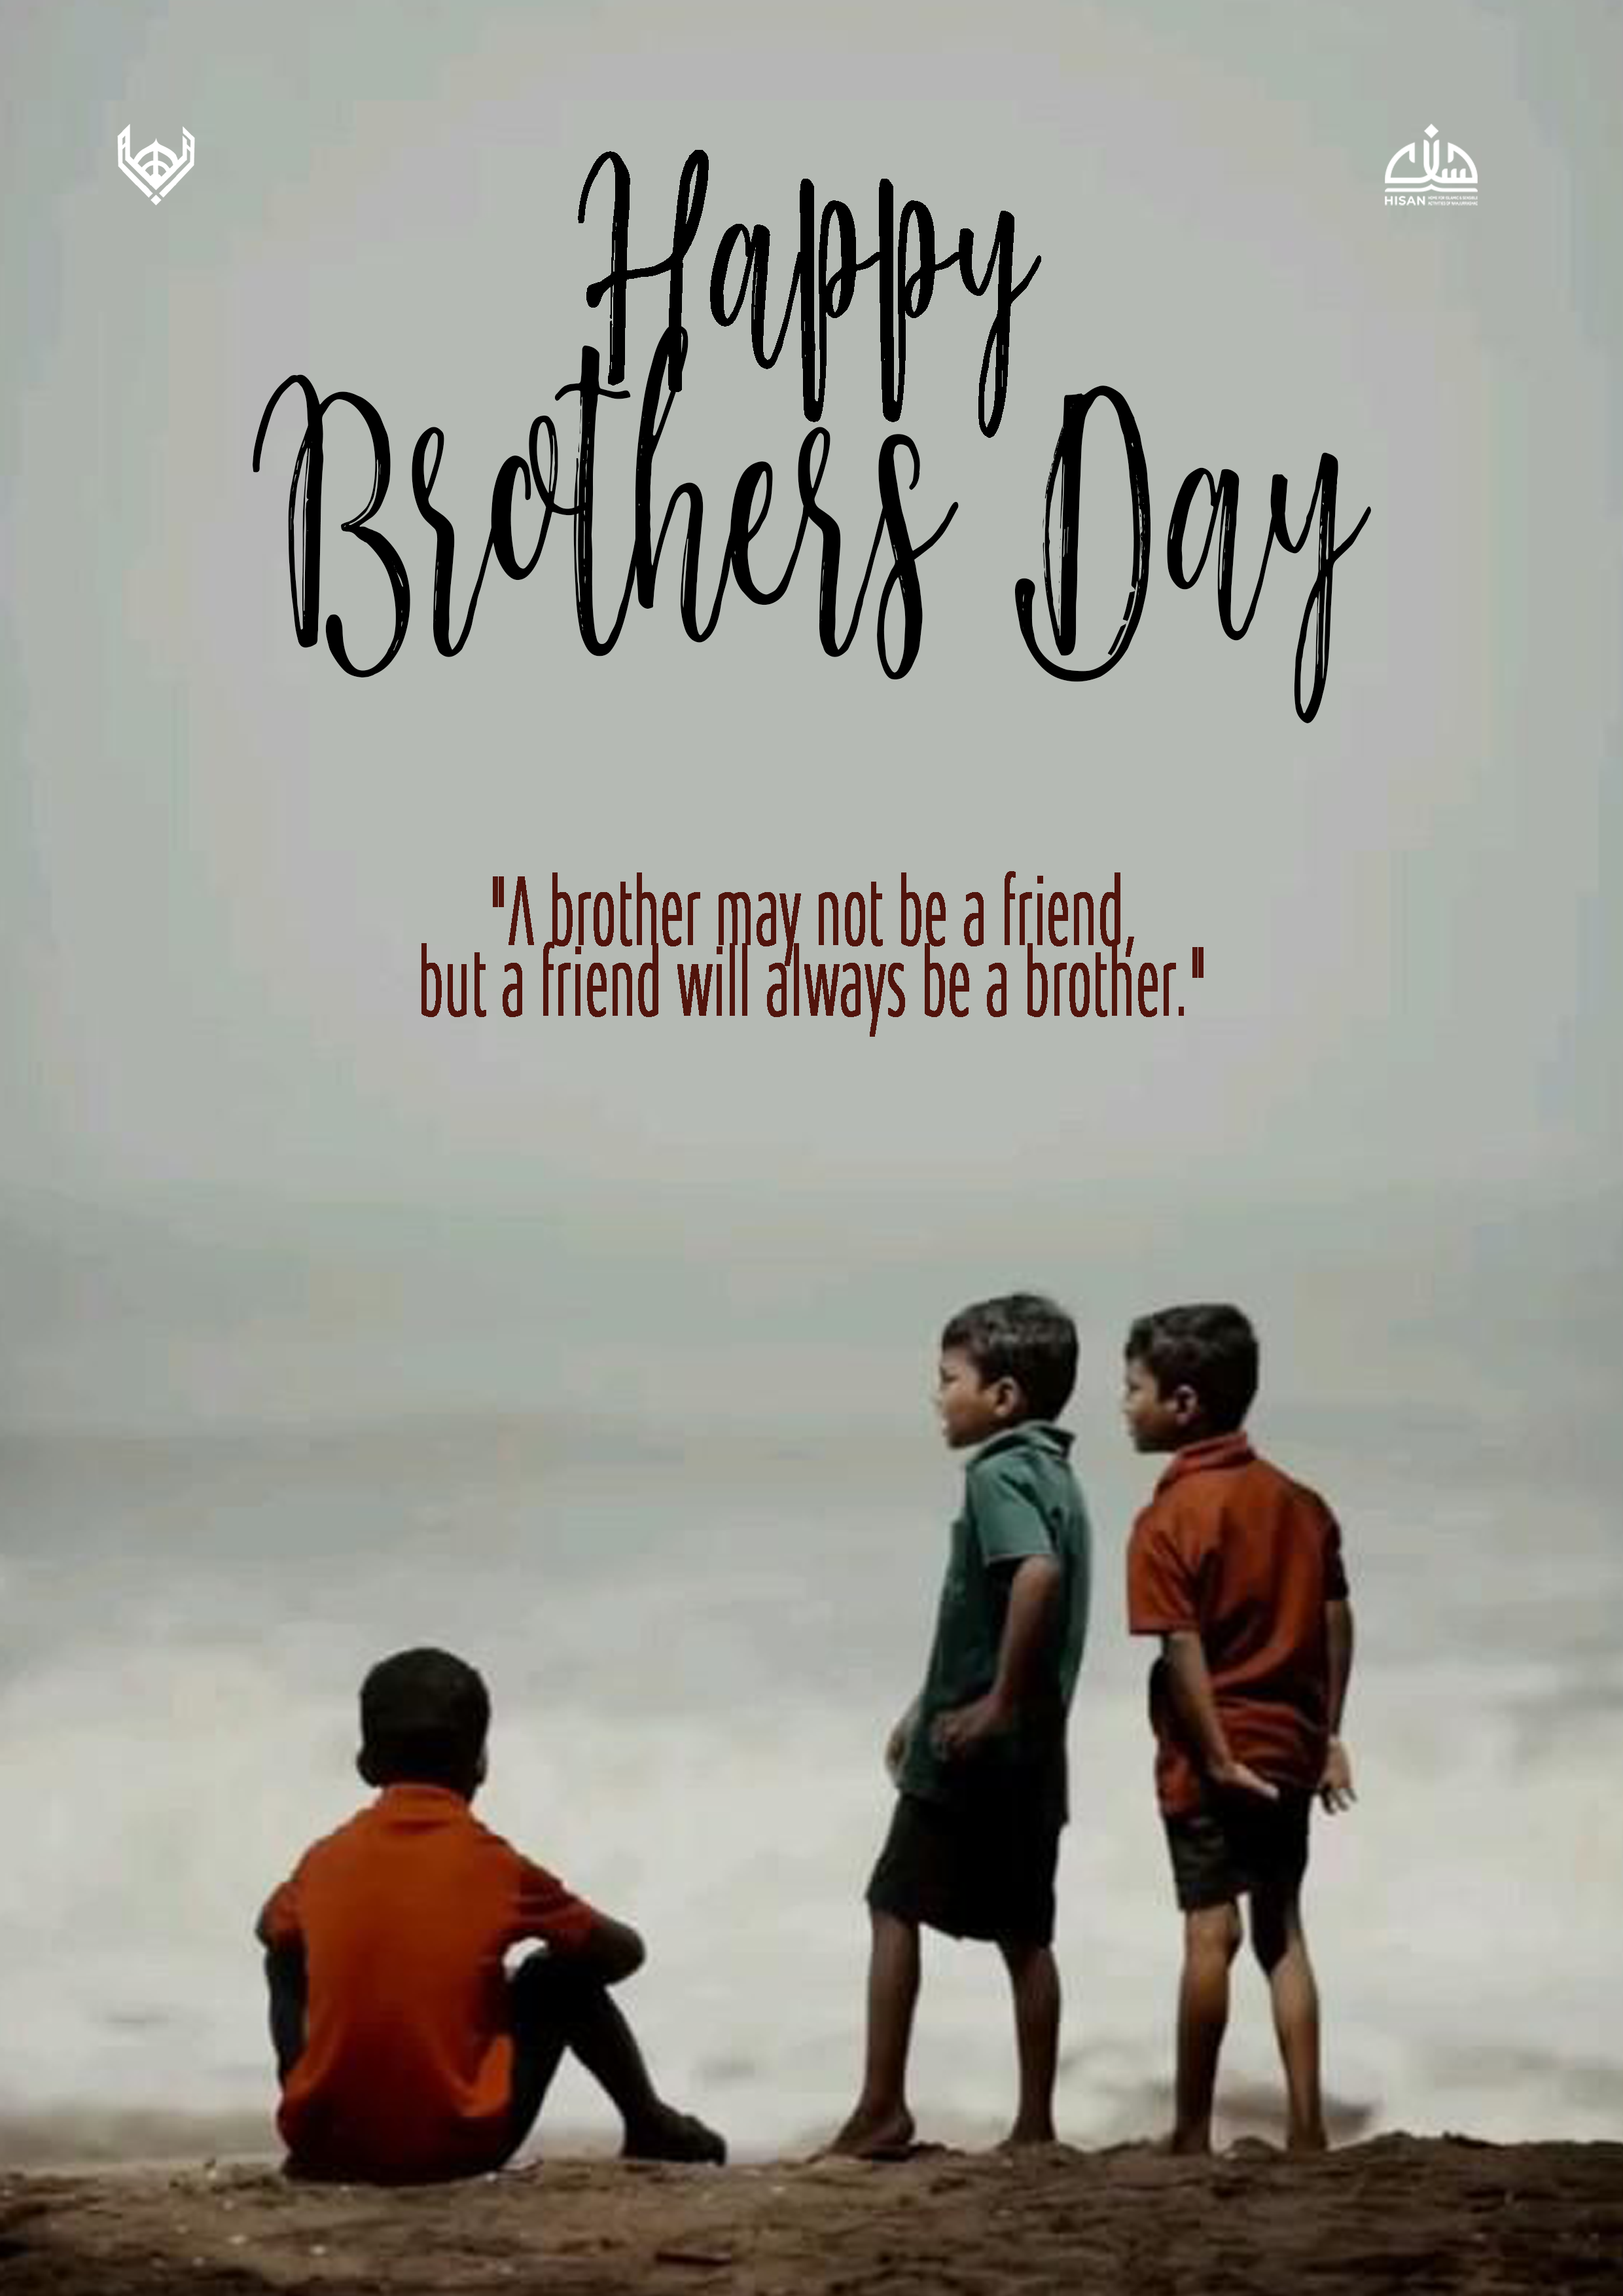 Happy
Brothers Day
"A brother may not be a friend,
but a friend will always be a brother."
HISAN